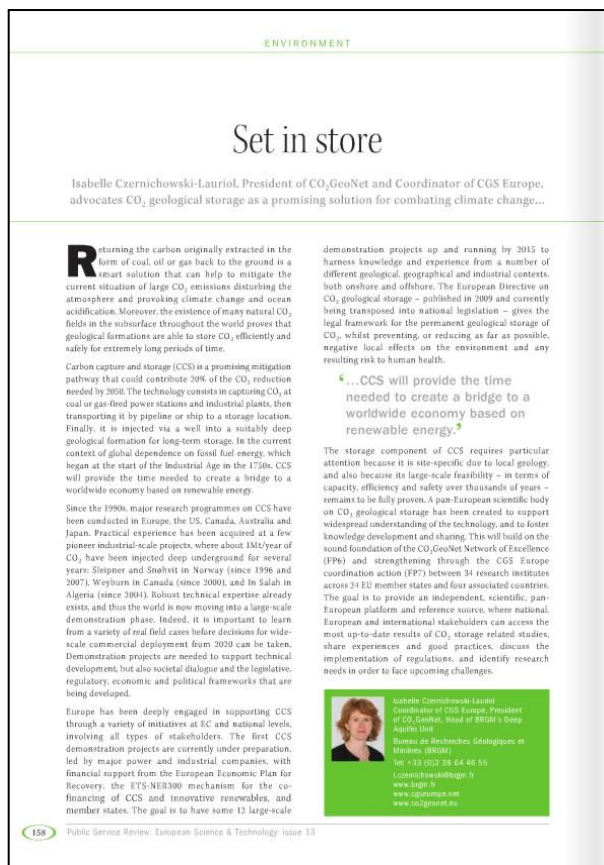 ENVIRONMENT
Set in store
Isabelle Czernichowski-Lauriol, President of CO₂GeoNet and Coordinator of CGS Europe,
advocates CO₂ geological storage as a promising solution for combating climate change...
Returning the carbon originally extracted in the
form of coal, oil or gas back to the ground is a
smart solution that can help to mitigate the
current situation of large CO₂ emissions disturbing the
atmosphere and provoking climate change and ocean
acidification. Moreover, the existence of many natural CO₂
fields in the subsurface throughout the world proves that
geological formations are able to store CO₂ efficiently and
safely for extremely long periods of time.
Carbon capture and storage (CCS) is a promising mitigation
pathway that could contribute 20% of the CO₂ reduction
needed by 2050. The technology consists in capturing CO₂ at
coal or gas-fired power stations and industrial plants, then
transporting it by pipeline or ship to a storage location.
Finally, it is injected via a well into a suitably deep
geological formation for long-term storage. In the current
context of global dependence on fossil fuel energy, which
began at the start of the Industrial Age in the 1750s, CCS
will provide the time needed to create a bridge to a
worldwide economy based on renewable energy.
Since the 1990s, major research programmes on CCS have
been conducted in Europe, the US, Canada, Australia and
Japan. Practical experience has been acquired at a few
pioneer industrial-scale projects, where about 1Mt/year of
CO₂ have been injected deep underground for several
years: Sleipner and Snøhvit in Norway (since 1996 and
2007), Weyburn in Canada (since 2000), and In Salah in
Algeria (since 2004). Robust technical expertise already
exists, and thus the world is now moving into a large-scale
demonstration phase. Indeed, it is important to learn
from a variety of real field cases before decisions for wide-
scale commercial deployment from 2020 can be taken.
Demonstration projects are needed to support technical
development, but also societal dialogue and the legislative,
regulatory, economic and political frameworks that are
being developed.
Europe has been deeply engaged in supporting CCS
through a variety of initiatives at EC and national levels,
involving all types of stakeholders. The first CCS
demonstration projects are currently under preparation,
led by major power and industrial companies, with
financial support from the European Economic Plan for
Recovery, the ETS-NER300 mechanism for the co-
financing of CCS and innovative renewables, and
member states. The goal is to have some 12 large-scale
demonstration projects up and running by 2015 to
harness knowledge and experience from a number of
different geological, geographical and industrial contexts,
both onshore and offshore. The European Directive on
CO₂ geological storage – published in 2009 and currently
being transposed into national legislation – gives the
legal framework for the permanent geological storage of
CO₂, whilst preventing, or reducing as far as possible,
negative local effects on the environment and any
resulting risk to human health.
‘...CCS will provide the time
needed to create a bridge to a
worldwide economy based on
renewable energy.’
The storage component of CCS requires particular
attention because it is site-specific due to local geology,
and also because its large-scale feasibility – in terms of
capacity, efficiency and safety over thousands of years –
remains to be fully proven. A pan-European scientific body
on CO₂ geological storage has been created to support
widespread understanding of the technology, and to foster
knowledge development and sharing. This will build on the
sound foundation of the CO₂GeoNet Network of Excellence
(FP6) and strengthening through the CGS Europe
coordination action (FP7) between 34 research institutes
across 24 EU member states and four associated countries.
The goal is to provide an independent, scientific, pan-
European platform and reference source, where national,
European and international stakeholders can access the
most up-to-date results of CO₂ storage related studies,
share experiences and good practices, discuss the
implementation of regulations, and identify research
needs in order to face upcoming challenges.
Isabelle Czernichowski-Lauriol
Coordinator of CGS Europe, President
of CO₂GeoNet, Head of BRGM's Deep
Aquifer Unit
Bureau de Recherches Géologiques et
Minières (BRGM)
Tel: +33 (0)2 38 64 46 55
i.czernichowski@brgm.fr
www.brgm.fr
www.cgseurope.net
www.co2geonet.eu
158 Public Service Review: European Science & Technology: issue 13